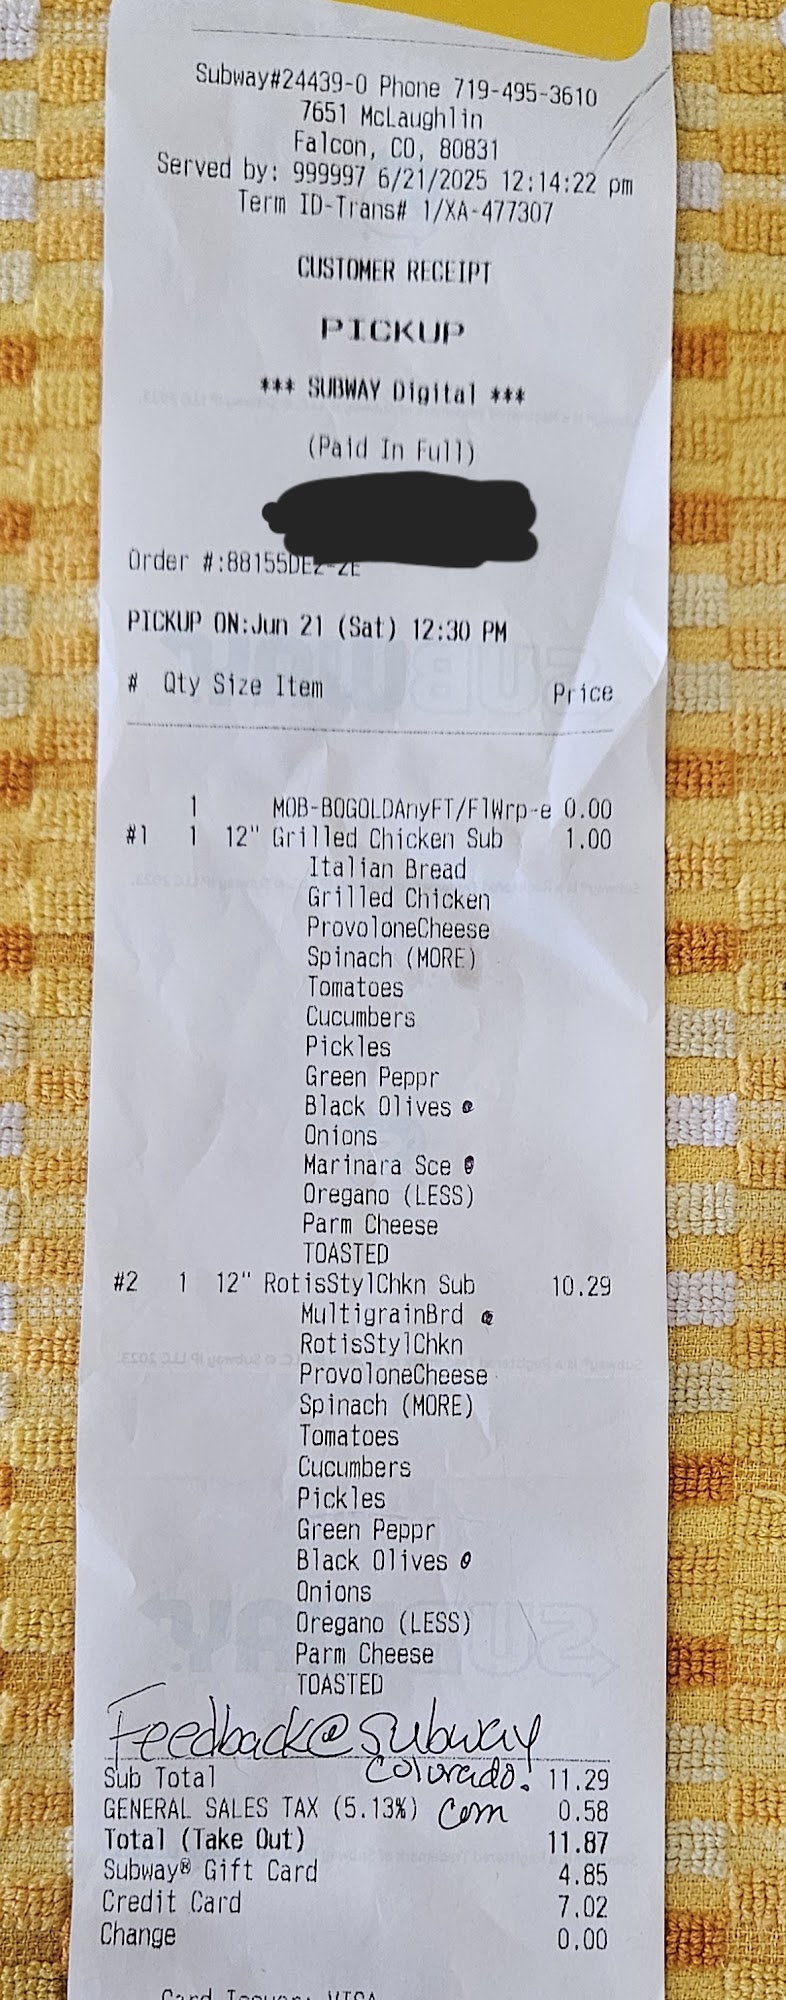 Subway#24439-0 Phone 719-495-3610
7651 McLaughlin
Falcon, CO, 80831
Served by: 999997 6/21/2025 12:14:22 pm
Term ID-Trans# 1/XA-477307
CUSTOMER RECEIPT
PICKUP
*** SUBWAY Digital ***
(Paid In Full)
Order #:88155DE2-2E
PICKUP ON:Jun 21 (Sat) 12:30 PM
# Qty Size Item Price
1 MOB-BOGOLDAnyFT/FlWrp-e 0.00
#1 1 12" Grilled Chicken Sub 1.00
Italian Bread
Grilled Chicken
ProvoloneCheese
Spinach (MORE)
Tomatoes
Cucumbers
Pickles
Green Peppr
Black Olives
Onions
Marinara Sce
Oregano (LESS)
Parm Cheese
TOASTED
#2 1 12" RotisStylChkn Sub 10.29
MultigrainBrd
RotisStylChkn
ProvoloneCheese
Spinach (MORE)
Tomatoes
Cucumbers
Pickles
Green Peppr
Black Olives
Onions
Oregano (LESS)
Parm Cheese
TOASTED
Feedback@subway
colorado.
Sub Total 11.29
GENERAL SALES TAX (5.13%) com 0.58
Total (Take Out) 11.87
Subway® Gift Card 4.85
Credit Card 7.02
Change 0.00
Card Issuer: VISA